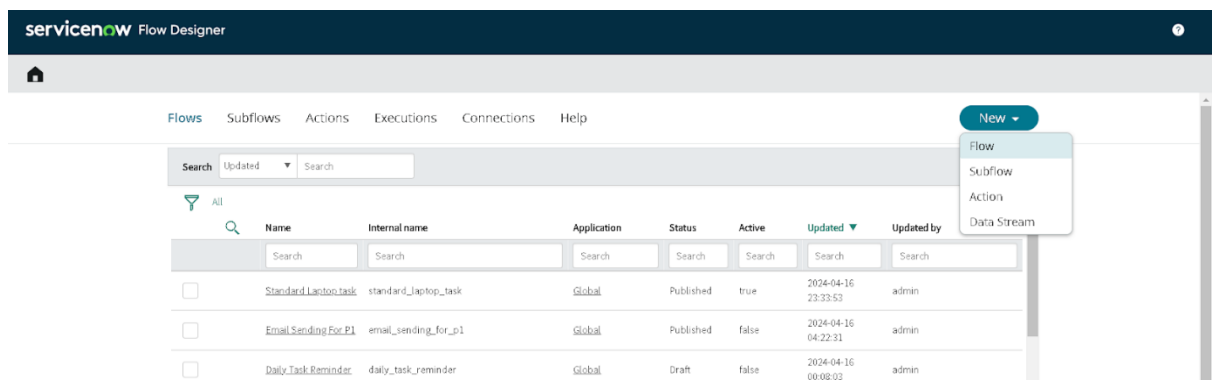 servicenow Flow Designer
?
Flows Subflows Actions Executions Connections Help New
Flow
Search Updated Search
Subflow
Action
All
Data Stream
Name Internal name Application Status Active Updated Updated by
Search Search Search Search Search Search Search
Standard Laptop task standard_laptop_task Global Published true 2024-04-16 23:33:53 admin
Email Sending For P1 email_sending_for_p1 Global Published false 2024-04-16 04:22:31 admin
Daily Task Reminder daily_task_reminder Global Draft false 2024-04-16 00:08:03 admin